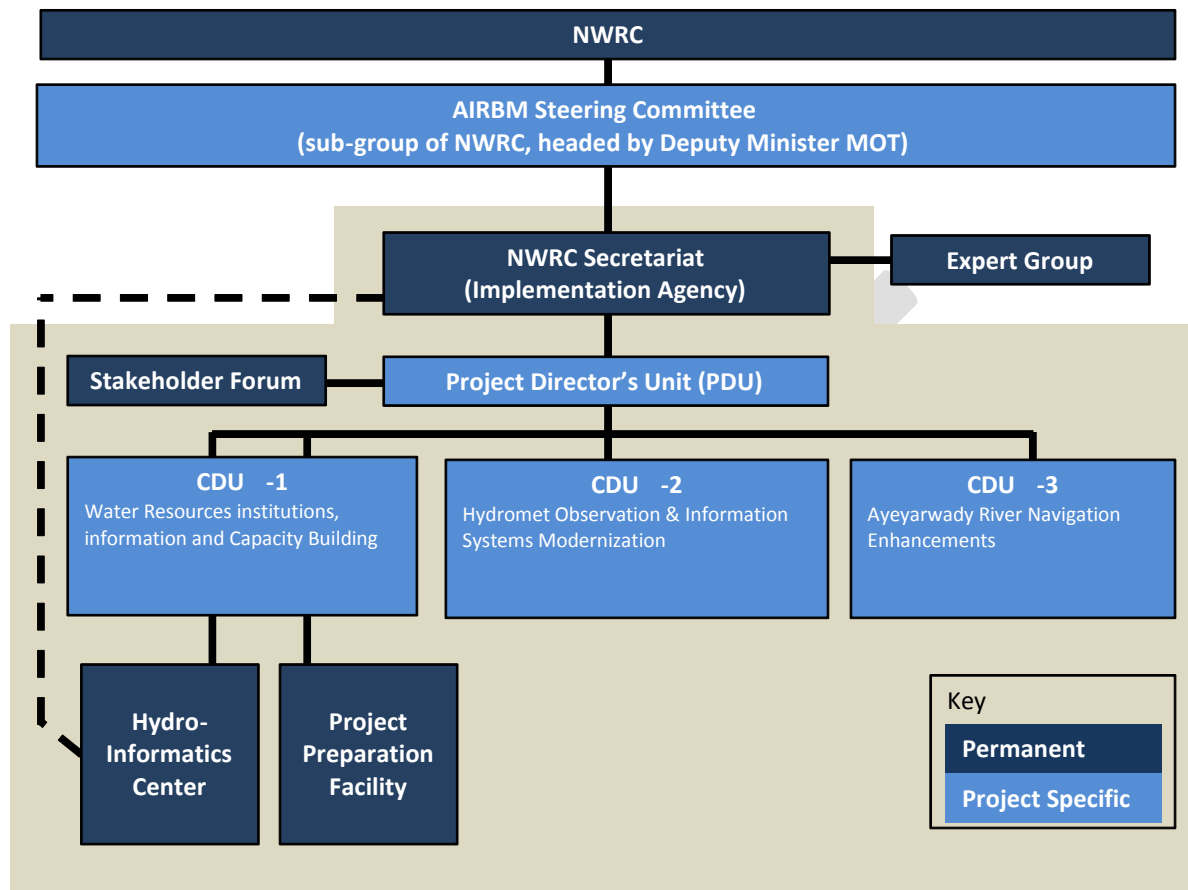 NWRC
AIRBM Steering Committee
(sub-group of NWRC, headed by Deputy Minister MOT)
NWRC Secretariat
(Implementation Agency)
Expert Group
Stakeholder Forum
Project Director’s Unit (PDU)
CDU -1
Water Resources institutions,
information and Capacity Building
CDU -2
Hydromet Observation & Information
Systems Modernization
CDU -3
Ayeyarwady River Navigation
Enhancements
Hydro-
Informatics
Center
Project
Preparation
Facility
Key
Permanent
Project Specific